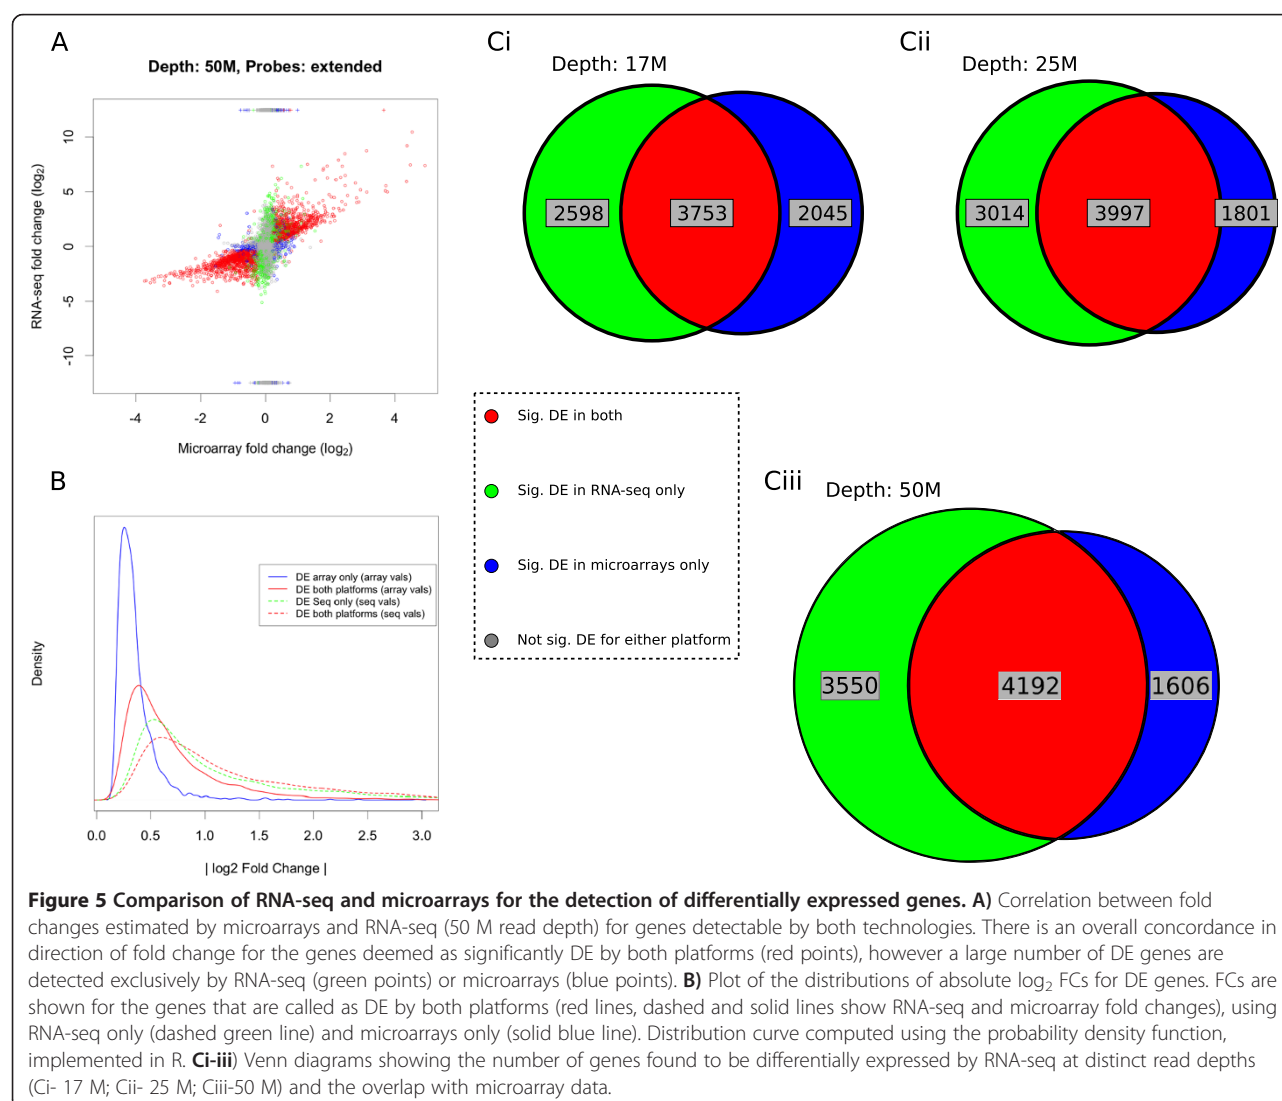 A
Depth: 50M, Probes: extended
10
5
0
-5
-10
RNA-seq fold change (log2)
-4 -2 0 2 4
Microarray fold change (log2)
B
DE array only (array vals)
DE both platforms (array vals)
DE Seq only (seq vals)
DE both platforms (seq vals)
Density
0.0 0.5 1.0 1.5 2.0 2.5 3.0
| log2 Fold Change |
Ci
Depth: 17M
2598 3753 2045
Cii
Depth: 25M
3014 3997 1801
Sig. DE in both
Sig. DE in RNA-seq only
Sig. DE in microarrays only
Not sig. DE for either platform
Ciii
Depth: 50M
3550 4192 1606
Figure 5 Comparison of RNA-seq and microarrays for the detection of differentially expressed genes. A) Correlation between fold
changes estimated by microarrays and RNA-seq (50 M read depth) for genes detectable by both technologies. There is an overall concordance in
direction of fold change for the genes deemed as significantly DE by both platforms (red points), however a large number of DE genes are
detected exclusively by RNA-seq (green points) or microarrays (blue points). B) Plot of the distributions of absolute log2 FCs for DE genes. FCs are
shown for the genes that are called as DE by both platforms (red lines, dashed and solid lines show RNA-seq and microarray fold changes), using
RNA-seq only (dashed green line) and microarrays only (solid blue line). Distribution curve computed using the probability density function,
implemented in R. Ci-iii) Venn diagrams showing the number of genes found to be differentially expressed by RNA-seq at distinct read depths
(Ci- 17 M; Cii- 25 M; Ciii-50 M) and the overlap with microarray data.